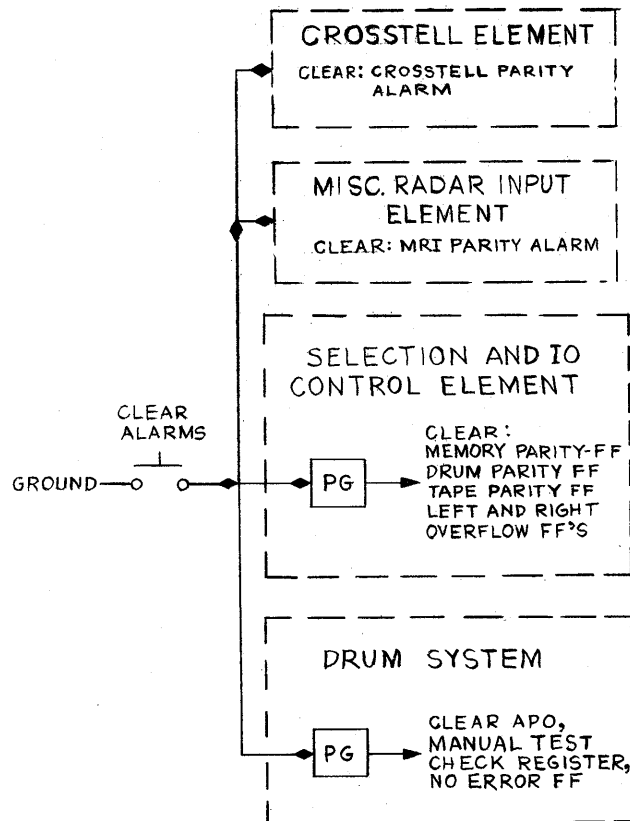 CROSSTELL ELEMENT
CLEAR: CROSSTELL PARITY
ALARM
MISC. RADAR INPUT
ELEMENT
CLEAR: MRI PARITY ALARM
SELECTION AND IO
CONTROL ELEMENT
CLEAR
ALARMS
GROUND
PG
CLEAR:
MEMORY PARITY-FF
DRUM PARITY FF
TAPE PARITY FF
LEFT AND RIGHT
OVERFLOW FF'S
DRUM SYSTEM
PG
CLEAR APO,
MANUAL TEST
CHECK REGISTER,
NO ERROR FF